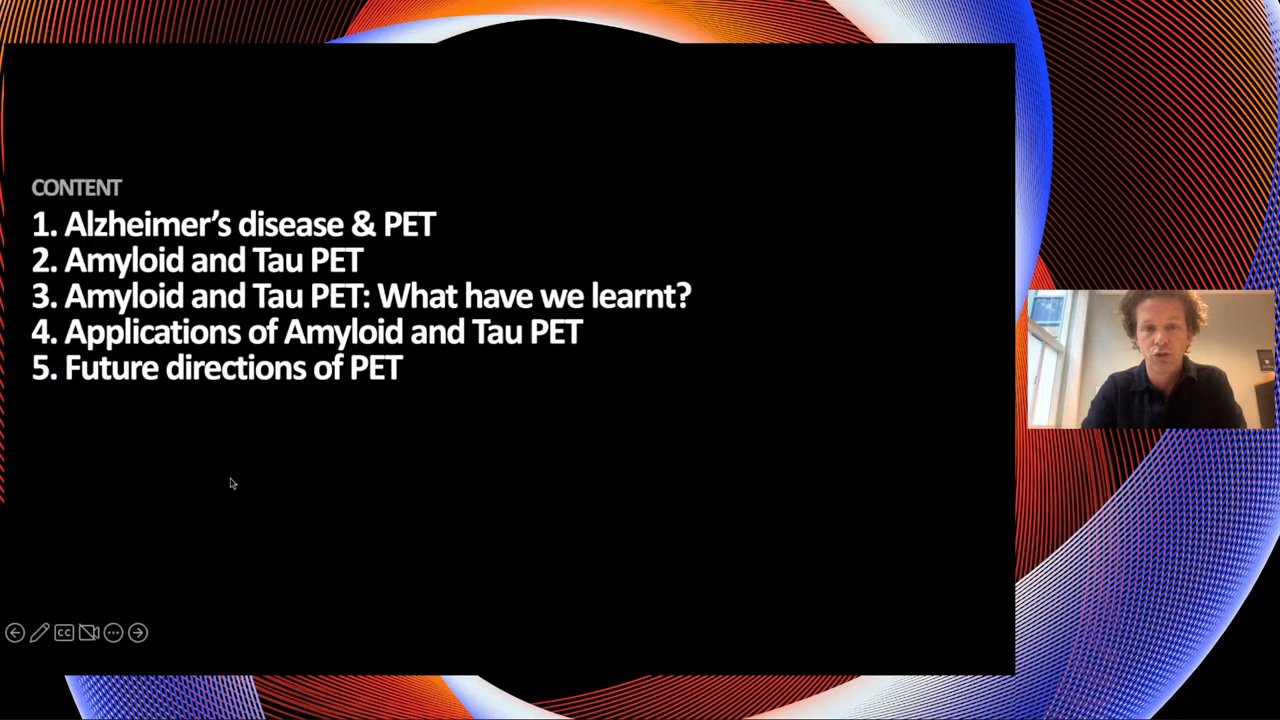 CONTENT
1. Alzheimer’s disease & PET
2. Amyloid and Tau PET
3. Amyloid and Tau PET: What have we learnt?
4. Applications of Amyloid and Tau PET
5. Future directions of PET
CC